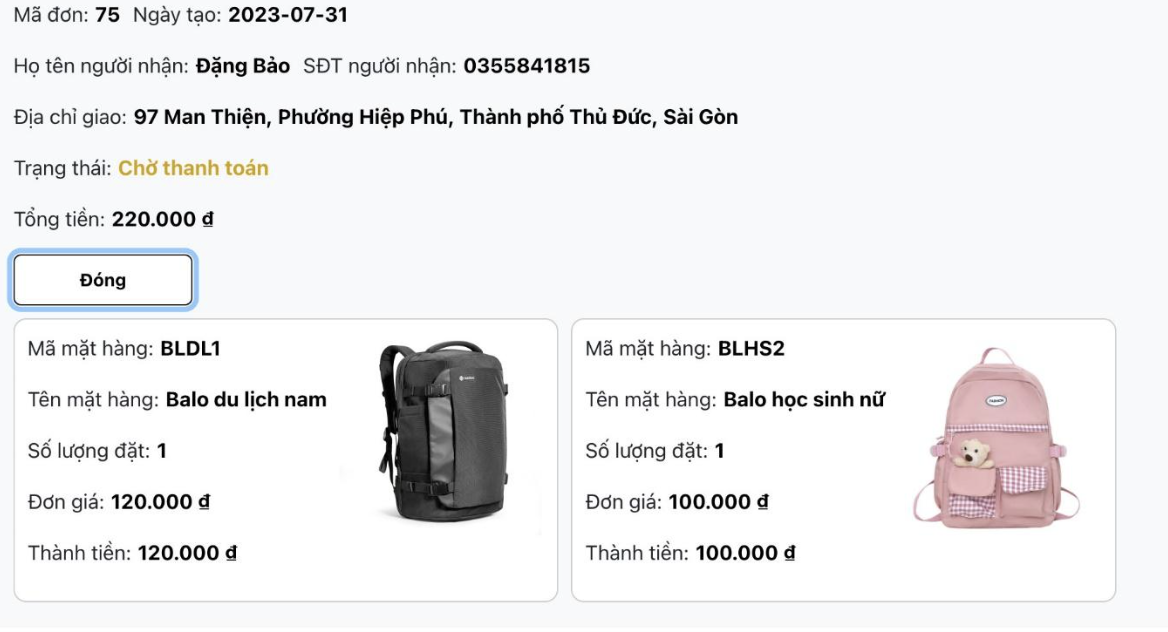 Mã đơn: 75 Ngày tạo: 2023-07-31
Họ tên người nhận: Đặng Bảo SĐT người nhận: 0355841815
Địa chỉ giao: 97 Man Thiện, Phường Hiệp Phú, Thành phố Thủ Đức, Sài Gòn
Trạng thái: Chờ thanh toán
Tổng tiền: 220.000 ₫
Đóng
Mã mặt hàng: BLDL1
Tên mặt hàng: Balo du lịch nam
Số lượng đặt: 1
Đơn giá: 120.000 ₫
Thành tiền: 120.000 ₫
Mã mặt hàng: BLHS2
Tên mặt hàng: Balo học sinh nữ
Số lượng đặt: 1
Đơn giá: 100.000 ₫
Thành tiền: 100.000 ₫